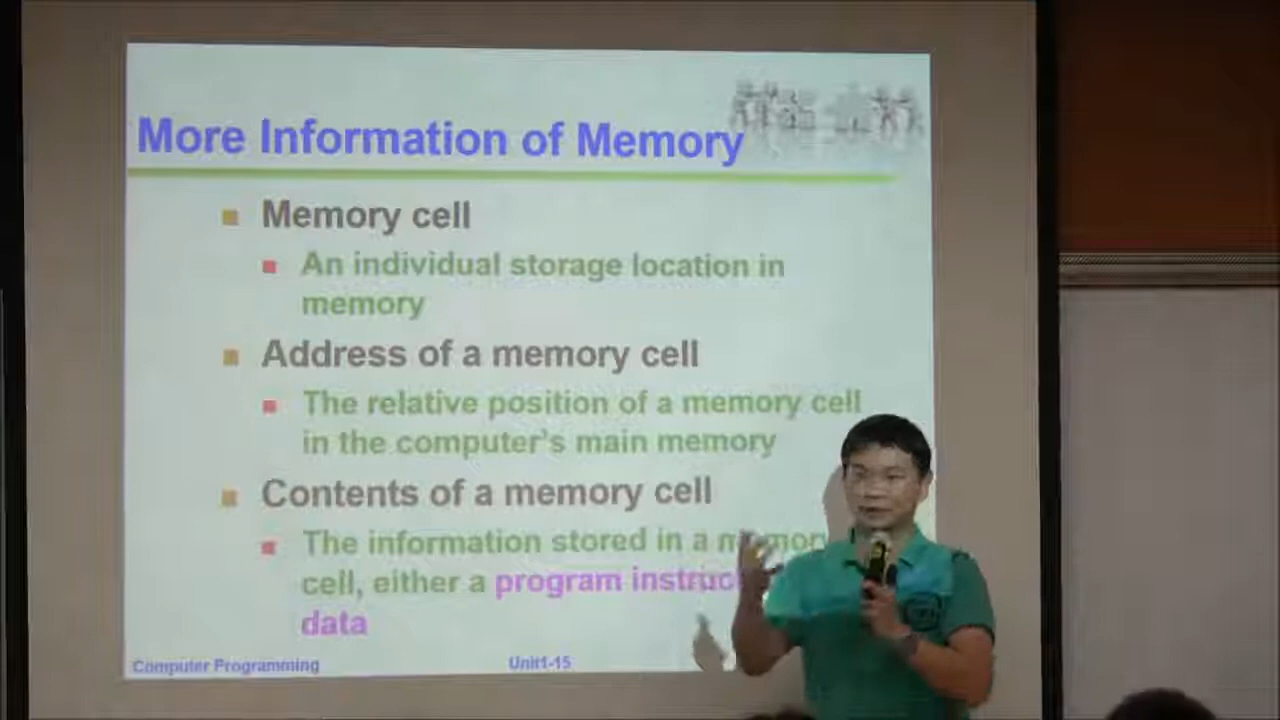 More Information of Memory
Memory cell
An individual storage location in
memory
Address of a memory cell
The relative position of a memory cell
in the computer's main memory
Contents of a memory cell
The information stored in a
cell, either a program
data
Computer Programming
Unit1-15